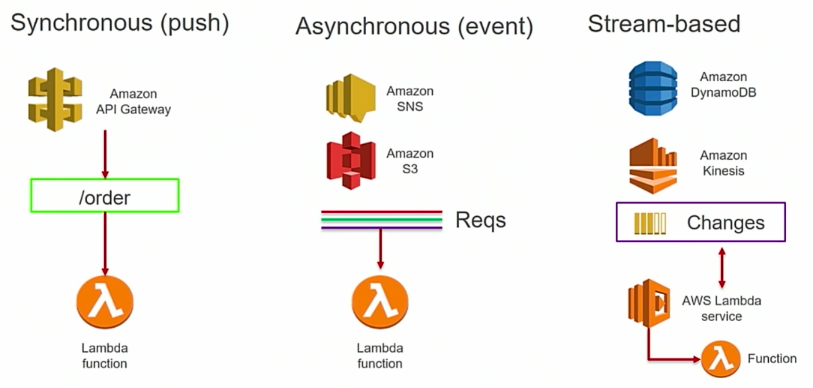 Synchronous (push)
Amazon
API Gateway
/order
Lambda
function
Asynchronous (event)
Amazon
SNS
Amazon
S3
Reqs
Lambda
function
Stream-based
Amazon
DynamoDB
Amazon
Kinesis
Changes
AWS Lambda
service
Function